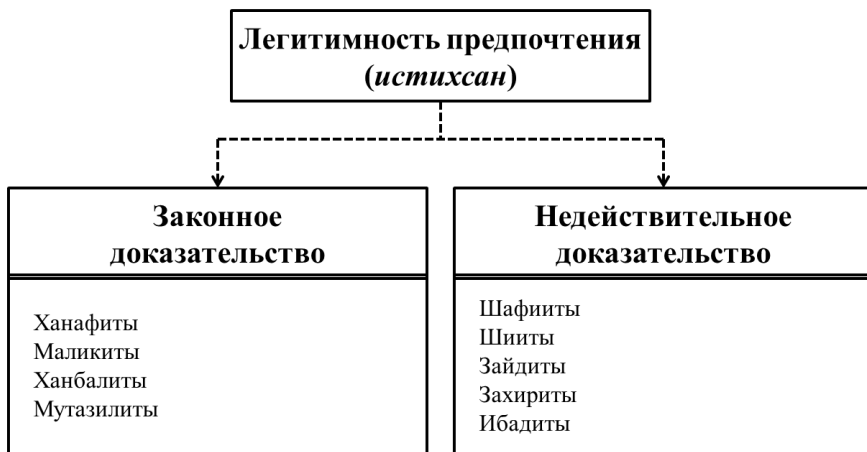 Легитимность предпочтения
(истихсан)
Законное
доказательство
Ханафиты
Маликиты
Ханбалиты
Мутазилиты
Недействительное
доказательство
Шафииты
Шииты
Зайдиты
Захириты
Ибадиты